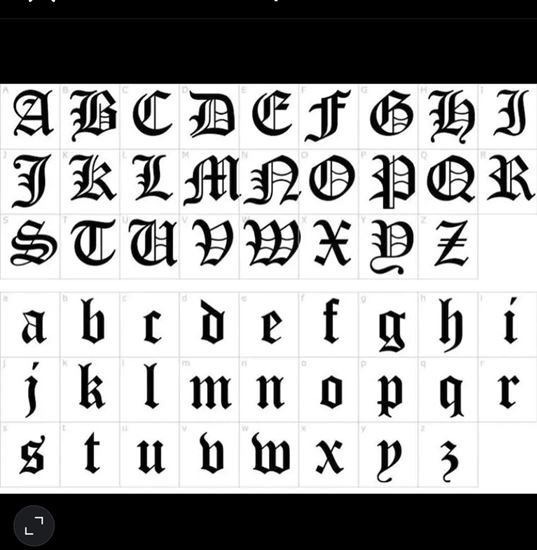 A B C D E F G H I
J K L M N O P Q R
S T U V W X Y Z
a b c d e f g h i
j k l m n o p q r
s t u v w x y z